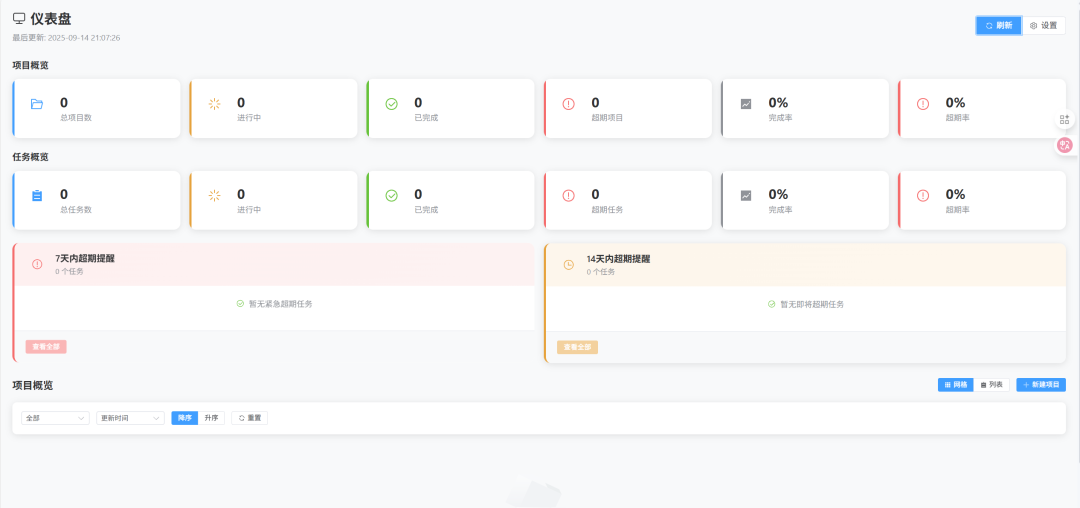 仪表盘
最后更新: 2025-09-14 21:07:26
刷新 设置
项目概览
0 总项目数
0 进行中
0 已完成
0 超期项目
0% 完成率
0% 超期率
任务概览
0 总任务数
0 进行中
0 已完成
0 超期任务
0% 完成率
0% 超期率
7天内超期提醒
0 个任务
暂无紧急超期任务
查看全部
14天内超期提醒
0 个任务
暂无即将超期任务
查看全部
项目概览
网格 列表 新建项目
全部 更新时间 降序 升序 重置